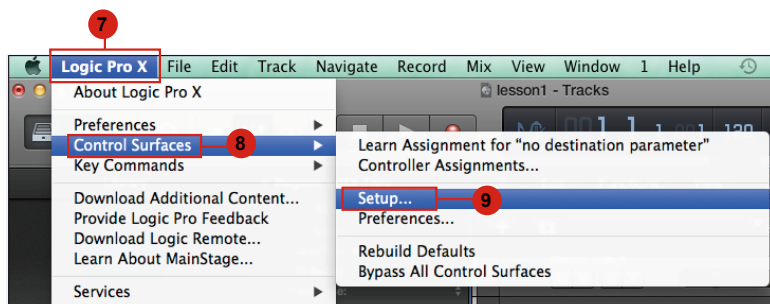 7
Logic Pro X File Edit Track Navigate Record Mix View Window 1 Help
About Logic Pro X
lesson1 - Tracks
Preferences
Control Surfaces 8
Key Commands
Learn Assignment for "no destination parameter"
Controller Assignments...
Download Additional Content...
Provide Logic Pro Feedback
Download Logic Remote...
Learn About MainStage...
Setup... 9
Preferences...
Rebuild Defaults
Bypass All Control Surfaces
Services